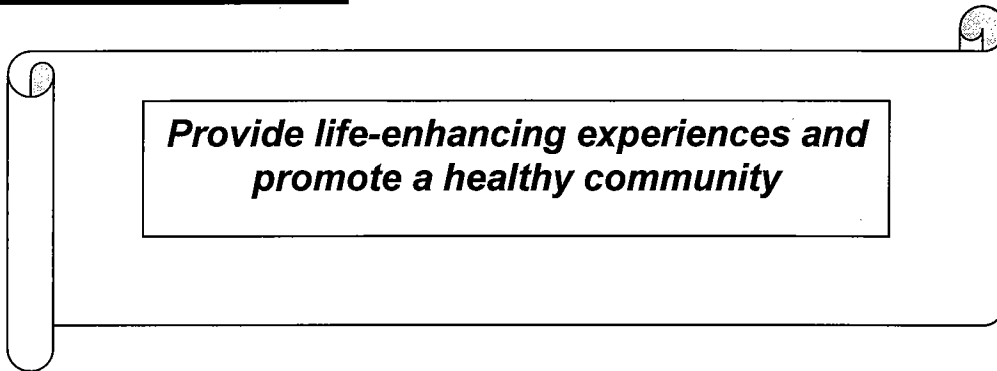 Provide life-enhancing experiences and
promote a healthy community